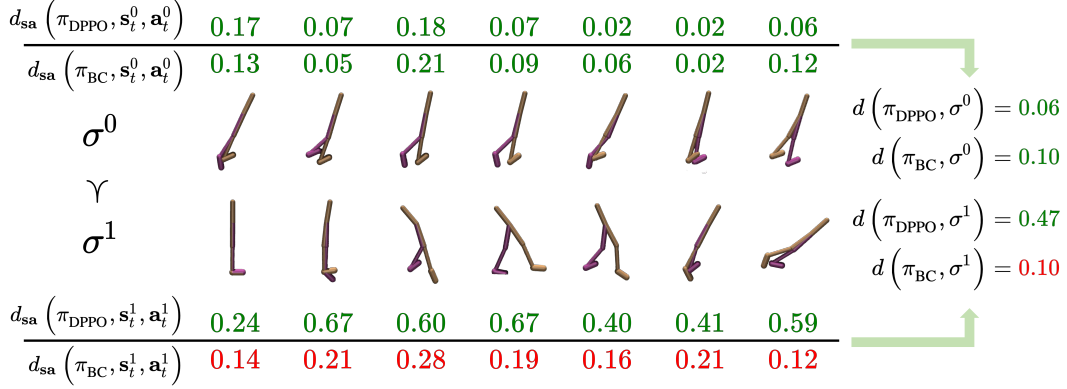 d_sa (π_DPPO, s_t^0, a_t^0) 0.17 0.07 0.18 0.07 0.02 0.02 0.06
d_sa (π_BC, s_t^0, a_t^0) 0.13 0.05 0.21 0.09 0.06 0.02 0.12
σ^0
≺
σ^1
d_sa (π_DPPO, s_t^1, a_t^1) 0.24 0.67 0.60 0.67 0.40 0.41 0.59
d_sa (π_BC, s_t^1, a_t^1) 0.14 0.21 0.28 0.19 0.16 0.21 0.12
d (π_DPPO, σ^0) = 0.06
d (π_BC, σ^0) = 0.10
d (π_DPPO, σ^1) = 0.47
d (π_BC, σ^1) = 0.10